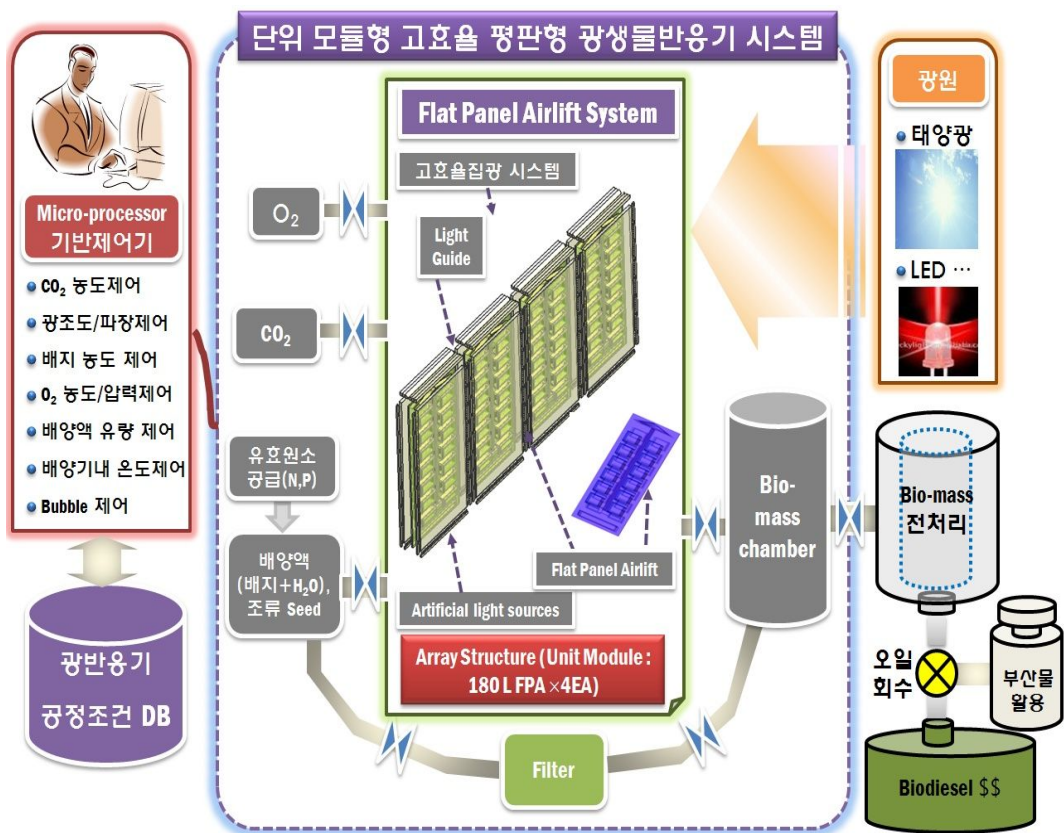 단위 모듈형 고효율 평판형 광생물반응기 시스템
Micro-processor
기반제어기
CO₂ 농도제어
광조도/파장제어
배지 농도 제어
O₂ 농도/압력제어
배양액 유량 제어
배양기내 온도제어
Bubble 제어
광반응기
공정조건 DB
Flat Panel Airlift System
고효율집광 시스템
O₂
Light
Guide
CO₂
유효원소
공급(N,P)
배양액
(배지+H₂O),
조류 Seed
Flat Panel Airlift
Artificial light sources
Array Structure (Unit Module :
180 L FPA ×4EA)
Filter
Bio-
mass
chamber
광원
태양광
LED …
Bio-mass
전처리
오일
회수
부산물
활용
Biodiesel $$